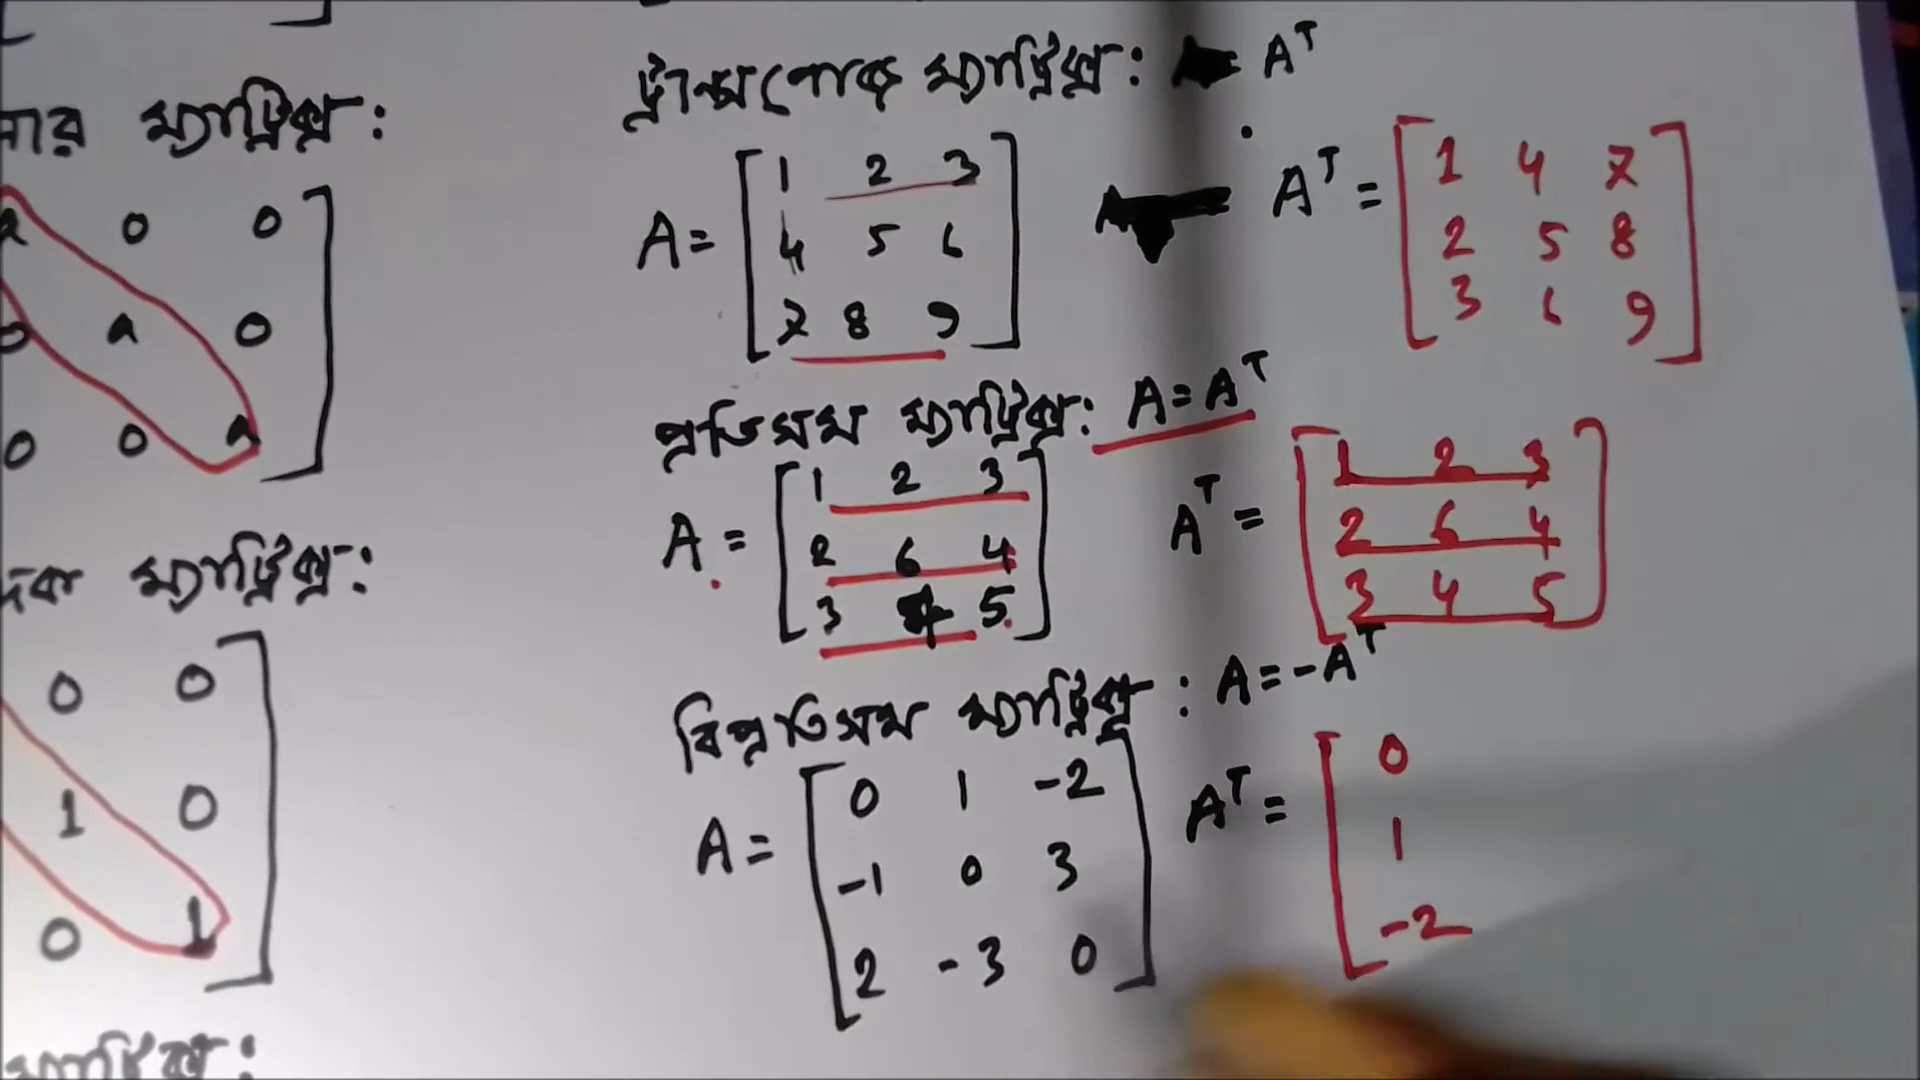 ম্যাট্রিক্স:
a 0 0
0 a 0
0 0 a
ম্যাট্রিক্স:
0 0
1 0
0 1
ম্যাট্রিক্স:
ট্রান্সপোজ ম্যাট্রিক্স: A^T
A = [1 2 3
4 5 6
7 8 9]
A^T = [1 4 7
2 5 8
3 6 9]
প্রতিসম ম্যাট্রিক্স: A = A^T
A = [1 2 3
2 6 4
3 4 5]
A^T = [1 2 3
2 6 4
3 4 5]
বিপ্রতিসম ম্যাট্রিক্স: A = -A^T
A = [0 1 -2
-1 0 3
2 -3 0]
A^T = [0
1
-2